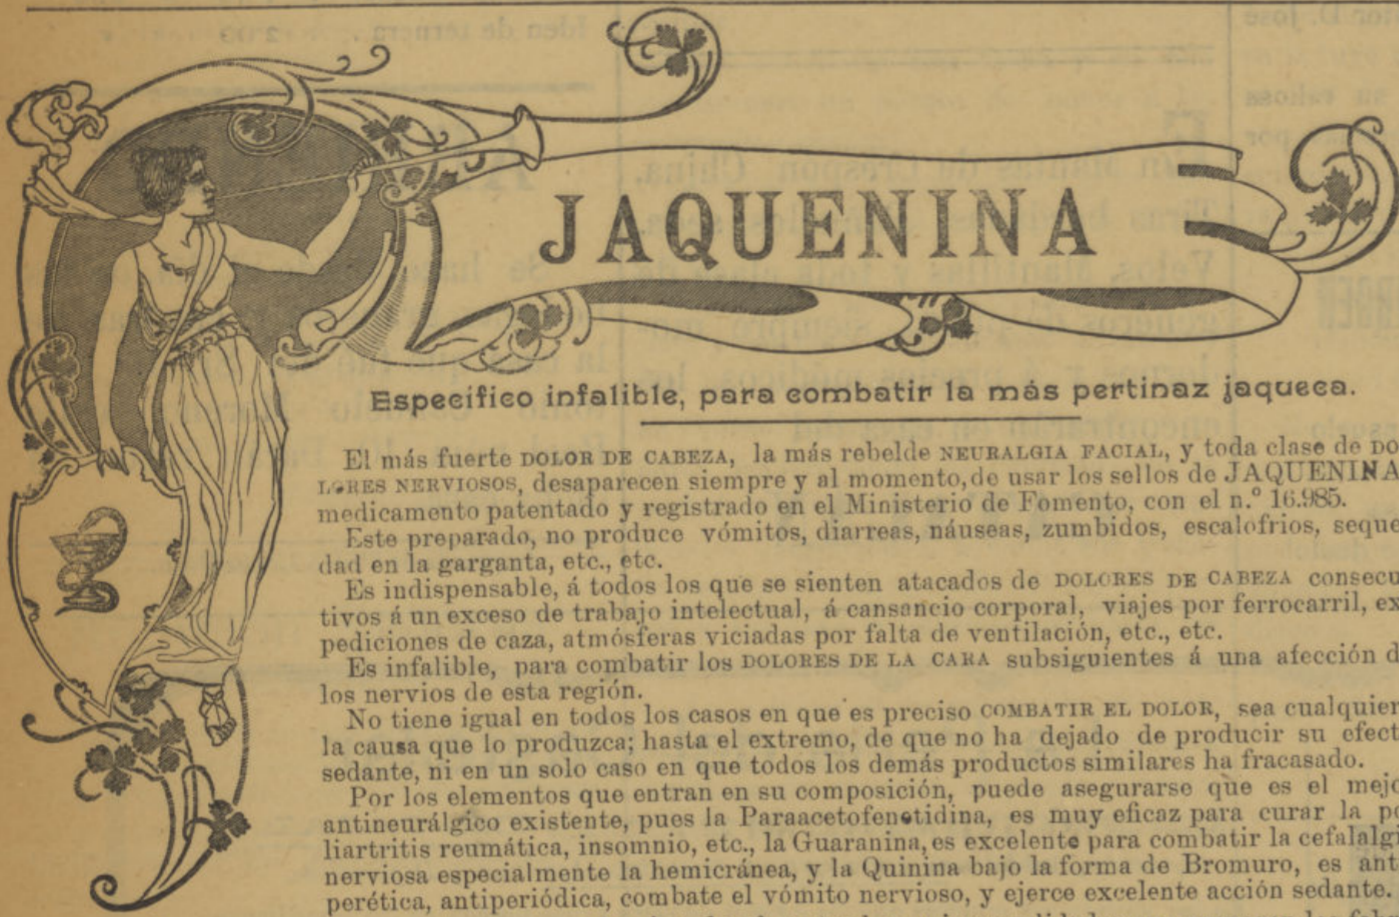 JAQUENINA
Específico infalible, para combatir la más pertinaz jaqueca.
El más fuerte DOLOR DE CABEZA, la más rebelde NEURALGIA FACIAL, y toda clase de DO
LORES NERVIOSOS, desaparecen siempre y al momento, de usar los sellos de JAQUENINA
medicamento patentado y registrado en el Ministerio de Fomento, con el n.º 16.985.
Este preparado, no produce vómitos, diarreas, náuseas, zumbidos, escalofrios, seque
dad en la garganta, etc., etc.
Es indispensable, á todos los que se sienten atacados de DOLORES DE CABEZA consecu
tivos á un exceso de trabajo intelectual, á cansancio corporal, viajes por ferrocarril, ex
pediciones de caza, atmósferas viciadas por falta de ventilación, etc., etc.
Es infalible, para combatir los DOLORES DE LA CARA subsiguientes á una afección d
los nervios de esta región.
No tiene igual en todos los casos en que es preciso COMBATIR EL DOLOR, sea cualquier
la causa que lo produzca; hasta el extremo, de que no ha dejado de producir su efect
sedante, ni en un solo caso en que todos los demás productos similares ha fracasado.
Por los elementos que entran en su composición, puede asegurarse que es el mejo
antineurálgico existente, pues la Paraacetofenetidina, es muy eficaz para curar la po
liartritis reumática, insomnio, etc., la Guaranina, es excelente para combatir la cefalalgi
nerviosa especialmente la hemicránea, y la Quinina bajo la forma de Bromuro, es ant
perética, antiperiódica, combate el vómito nervioso, y ejerce excelente acción sedante.